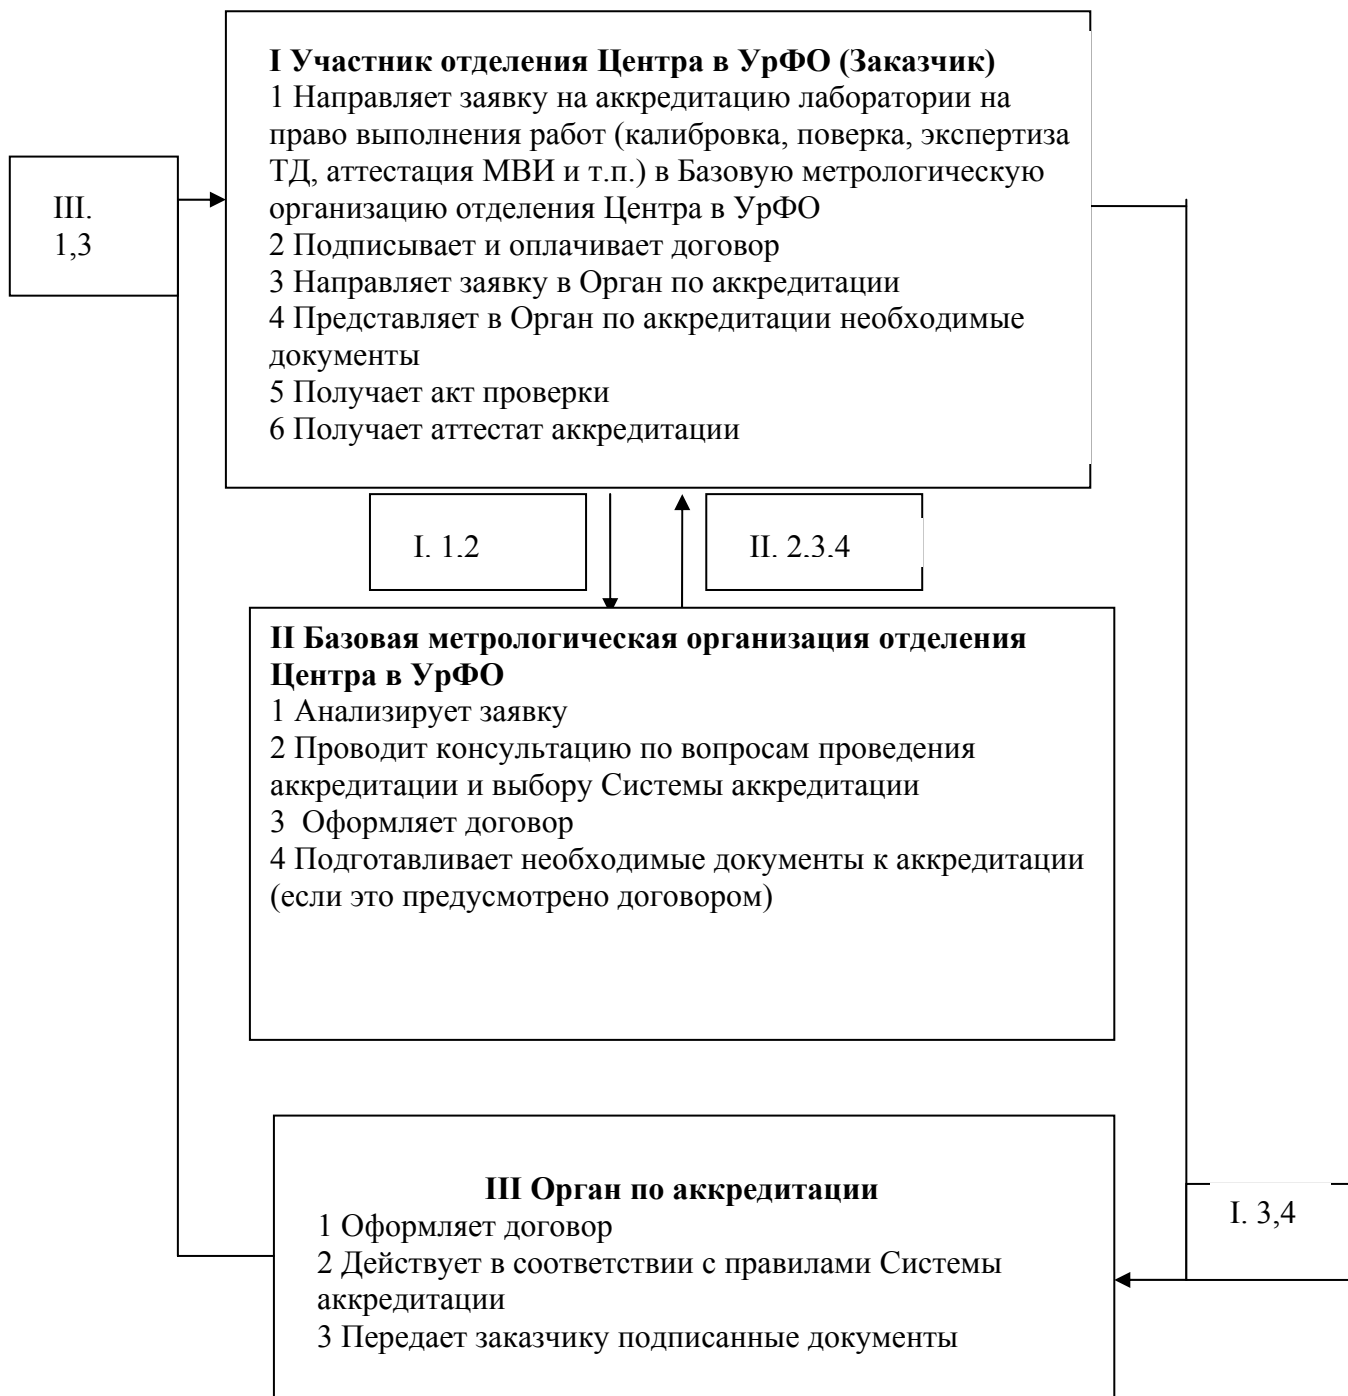 I Участник отделения Центра в УрФО (Заказчик)
1 Направляет заявку на аккредитацию лаборатории на
право выполнения работ (калибровка, поверка, экспертиза
ТД, аттестация МВИ и т.п.) в Базовую метрологическую
организацию отделения Центра в УрФО
2 Подписывает и оплачивает договор
3 Направляет заявку в Орган по аккредитации
4 Представляет в Орган по аккредитации необходимые
документы
5 Получает акт проверки
6 Получает аттестат аккредитации
III.
1,3
I. 1,2
II. 2,3,4
II Базовая метрологическая организация отделения
Центра в УрФО
1 Анализирует заявку
2 Проводит консультацию по вопросам проведения
аккредитации и выбору Системы аккредитации
3  Оформляет договор
4 Подготавливает необходимые документы к аккредитации
(если это предусмотрено договором)
III Орган по аккредитации
1 Оформляет договор
2 Действует в соответствии с правилами Системы
аккредитации
3 Передает заказчику подписанные документы
I. 3,4